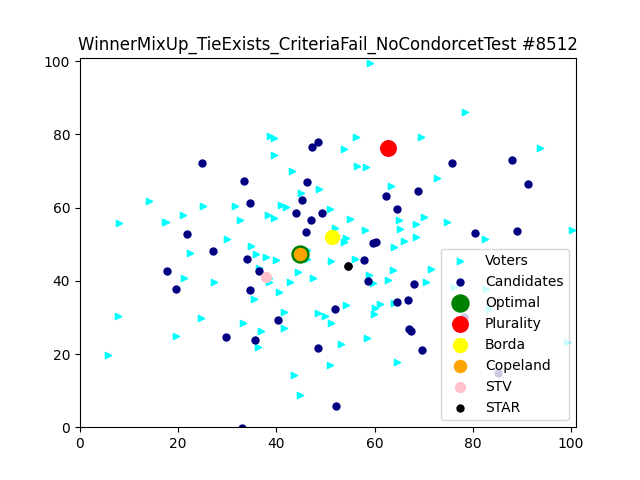 WinnerMixUp_TieExists_CriteriaFail_NoCondorcetTest #8512
100
80
60
40
20
0
0 20 40 60 80 100
Voters
Candidates
Optimal
Plurality
Borda
Copeland
STV
STAR